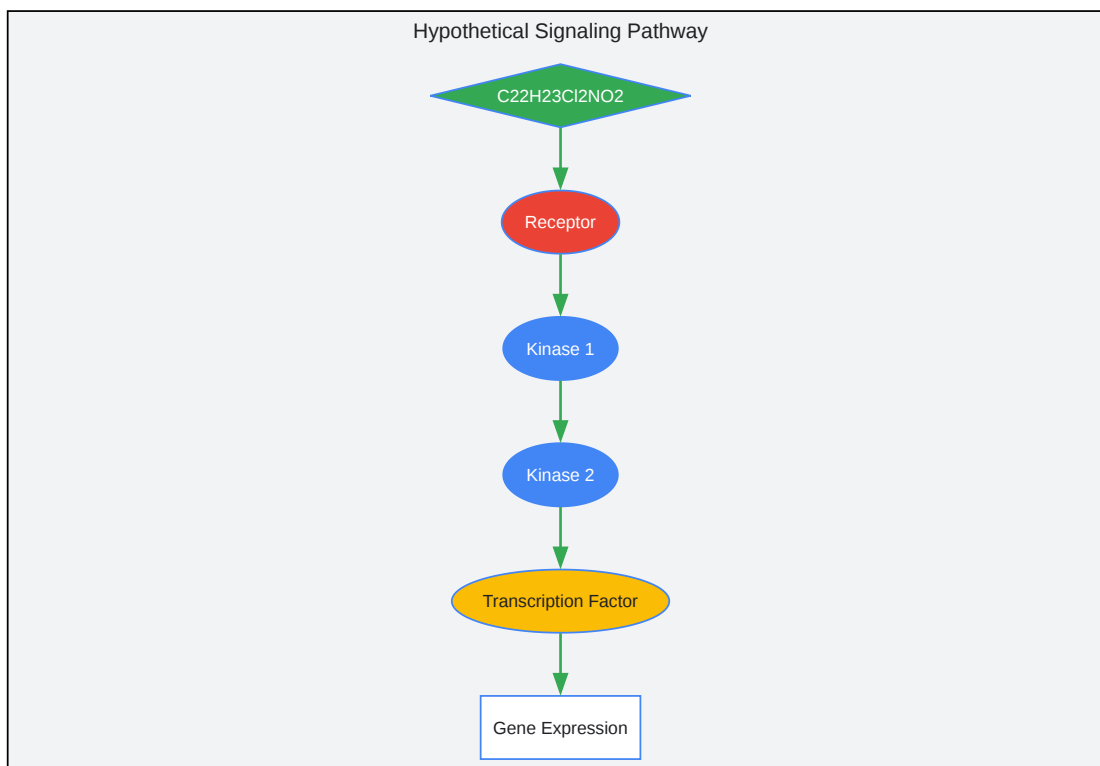 Hypothetical Signaling Pathway
C22H23Cl2NO2
Receptor
Kinase 1
Kinase 2
Transcription Factor
Gene Expression